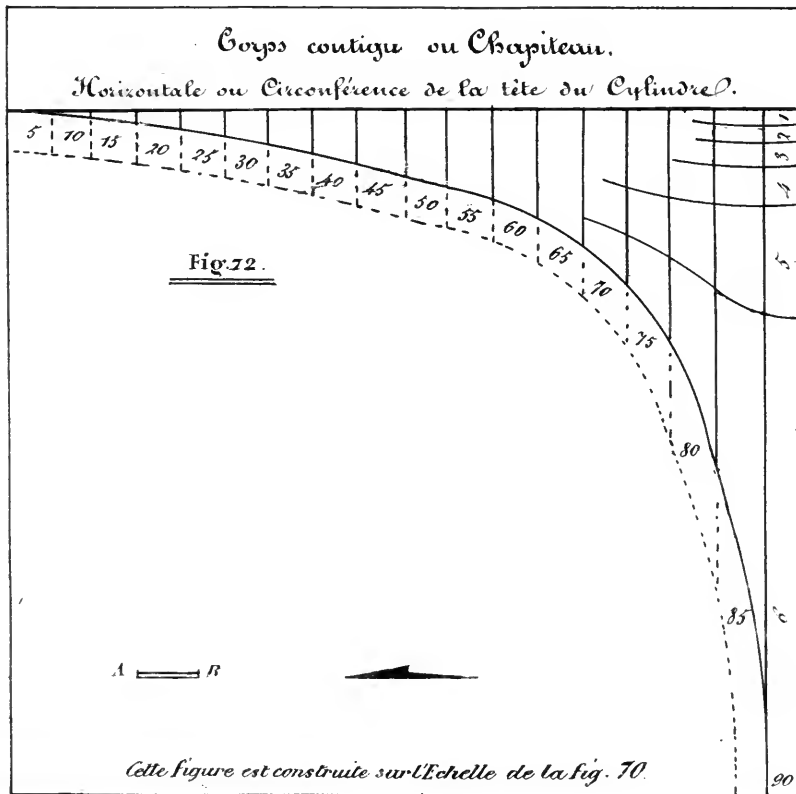 Corps contigu ou Chapiteau.
Horizontale ou Circonférence de la tête du Cylindre.
5 10 15 20 25 30 35 40 45 50 55 60 65 70 75 80 85 90
1
2
3
4
5
6
Fig. 72.
A B
Cette figure est construite sur l'Echelle de la fig. 70.